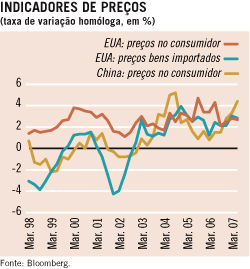 INDICADORES DE PREÇOS
(taxa de variação homóloga, em %)
EUA: preços no consumidor
EUA: preços bens importados
China: preços no consumidor
6
4
2
0
-2
-4
-6
Mar. 98
Mar. 99
Mar. 00
Mar. 01
Mar. 02
Mar. 03
Mar. 04
Mar. 05
Mar. 06
Mar. 07
Fonte: Bloomberg.